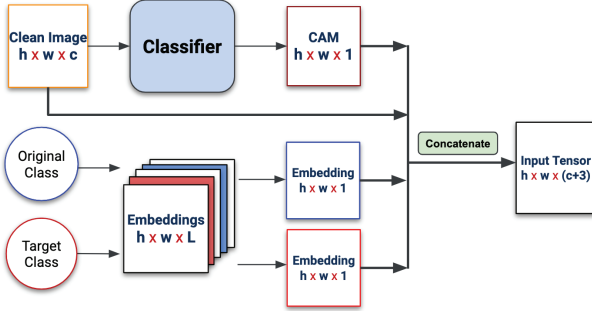 Clean Image
h x w x c
Classifier
CAM
h x w x 1
Concatenate
Input Tensor
h x w x (c+3)
Original
Class
Embeddings
h x w x L
Embedding
h x w x 1
Target
Class
Embedding
h x w x 1